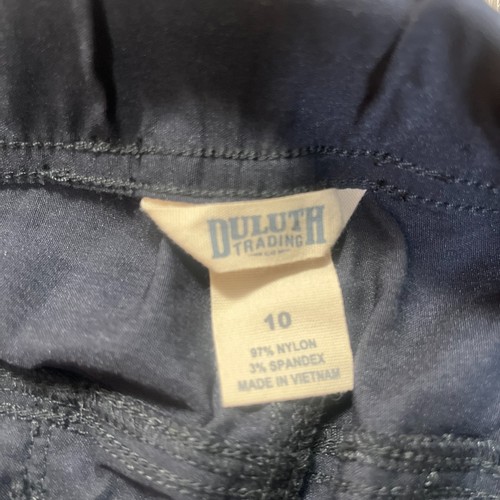 DULUTH
TRADING
10
97% NYLON
3% SPANDEX
MADE IN VIETNAM